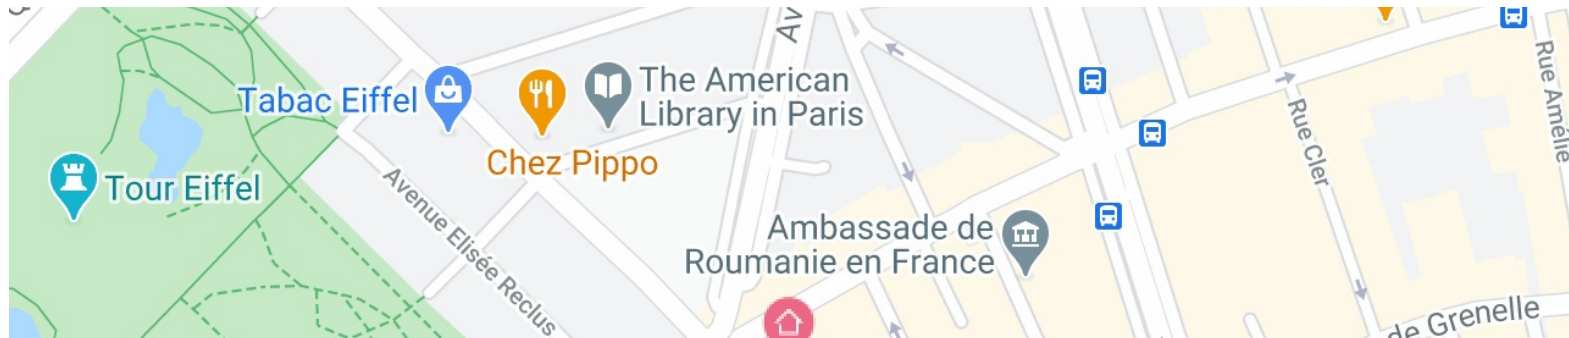 Av
The American
Library in Paris
Tabac Eiffel
Chez Pippo
Tour Eiffel
Avenue Elisée Reclus
Ambassade de
Roumanie en France
Rue Cler
Rue Amélie
de Grenelle